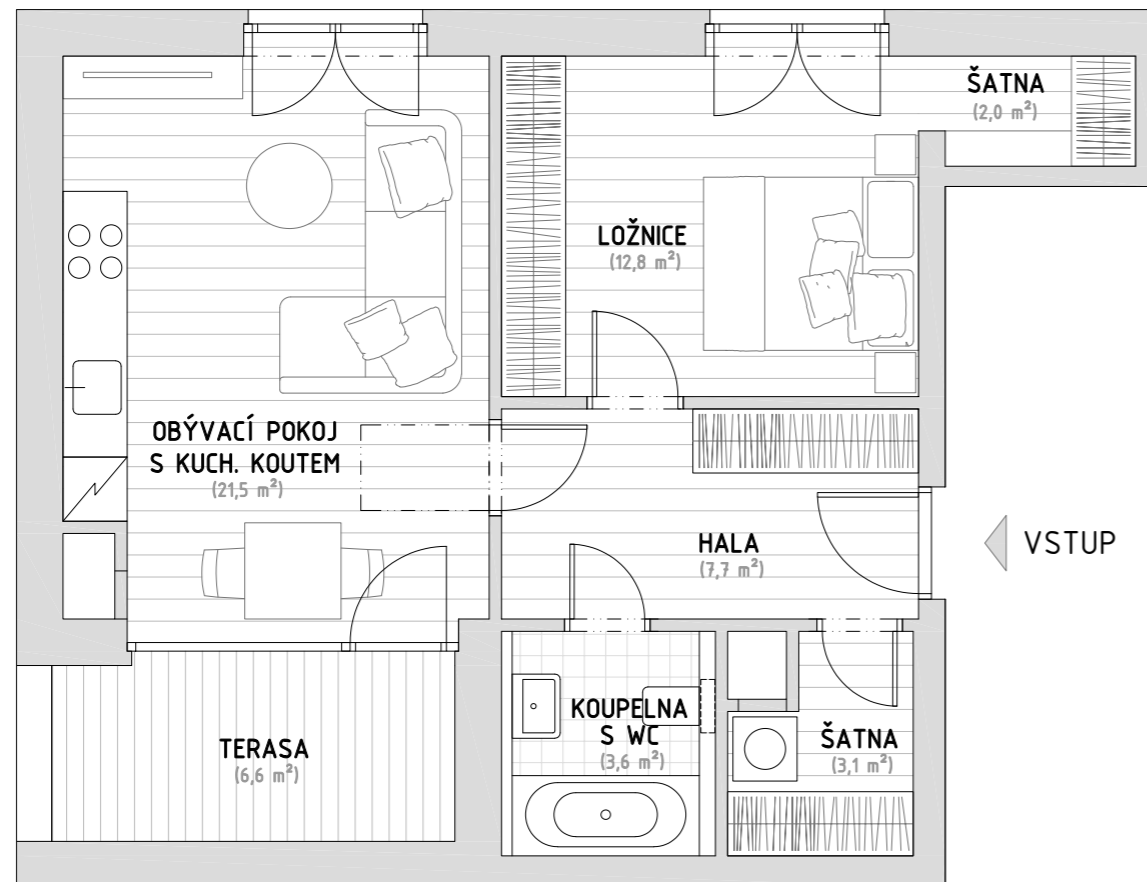 ŠATNA
(2,0 m²)
LOŽNICE
(12,8 m²)
OBÝVACÍ POKOJ
S KUCH. KOUTEM
(21,5 m²)
HALA
(7,7 m²)
VSTUP
KOUPELNA
S WC
(3,6 m²)
ŠATNA
(3,1 m²)
TERASA
(6,6 m²)